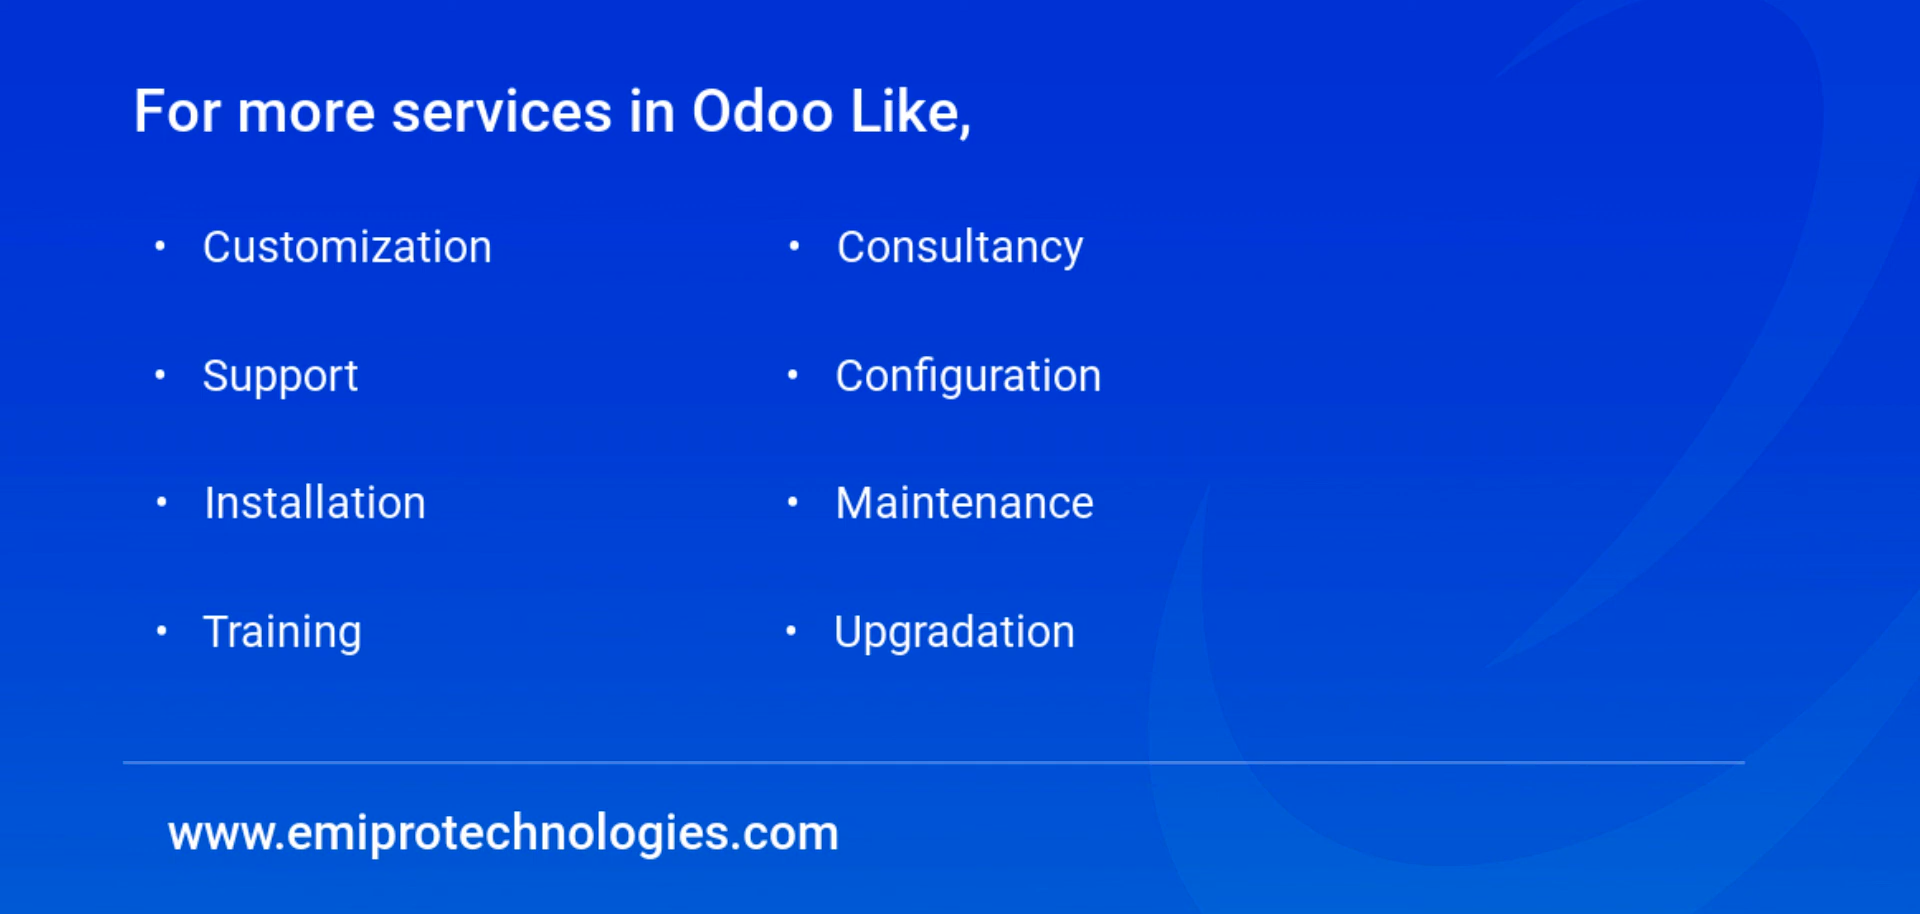 For more services in Odoo Like,
• Customization
• Support
• Installation
• Training
• Consultancy
• Configuration
• Maintenance
• Upgradation
www.emiprotechnologies.com